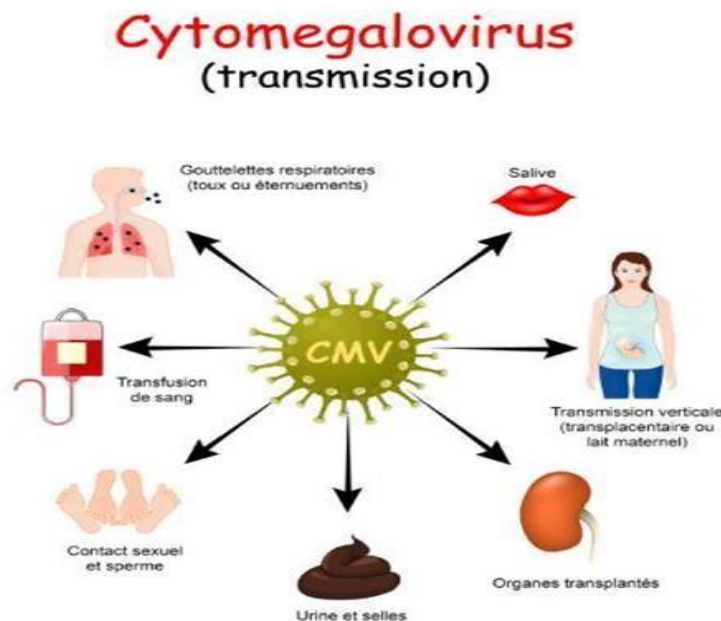 Cytomegalovirus
(transmission)
Gouttelettes respiratoires
(toux ou éternuements)
Salive
CMV
Transfusion
de sang
Transmission verticale
(transplacentaire ou
lait maternel)
Contact sexuel
et sperme
Organes transplantés
Urine et selles